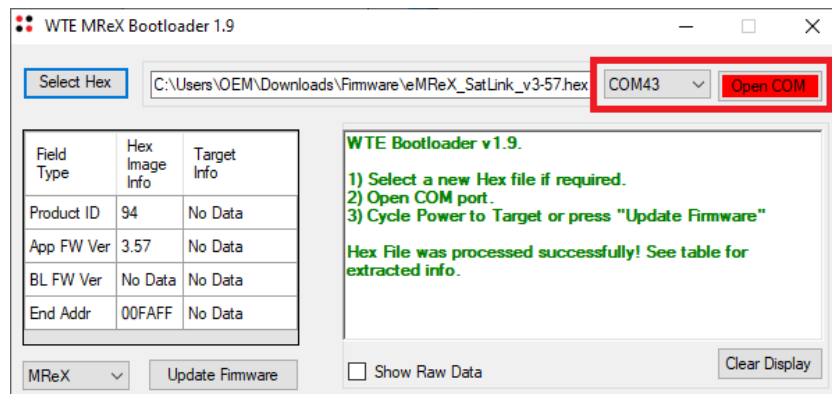 WTE MReX Bootloader 1.9
Select Hex
C:\Users\OEM\Downloads\Firmware\eMReX_SatLink_v3-57.hex
COM43
Open COM
Field Type
Hex Image Info
Target Info
Product ID 94 No Data
App FW Ver 3.57 No Data
BL FW Ver No Data No Data
End Addr 00FAFF No Data
WTE Bootloader v1.9.
1) Select a new Hex file if required.
2) Open COM port.
3) Cycle Power to Target or press "Update Firmware"
Hex File was processed successfully! See table for
extracted info.
MReX
Update Firmware
Show Raw Data
Clear Display